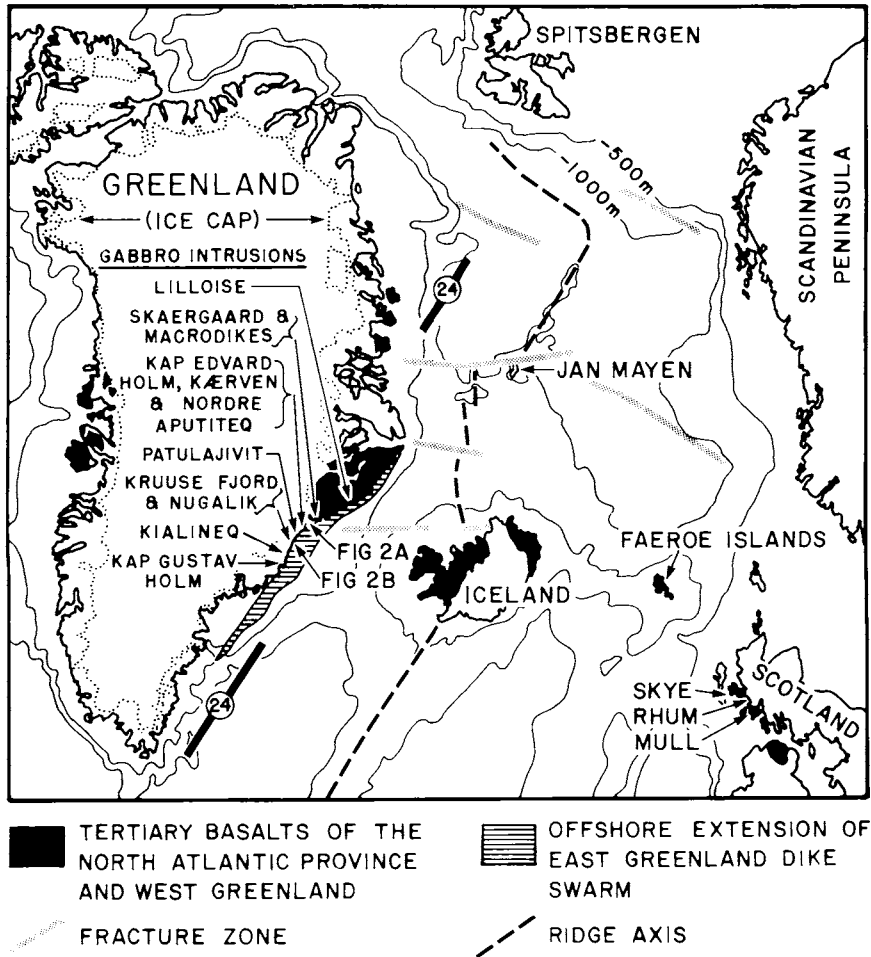 SPITSBERGEN
-500m
-1000m
SCANDINAVIAN
PENINSULA
GREENLAND
(ICE CAP)
GABBRO INTRUSIONS
LILLOISE
SKAERGAARD &
MACRODIKES
KAP EDVARD
HOLM, KÆRVEN
& NORDRE
APUTITEQ
PATULAJIVIT
KRUUSE FJORD
& NUGALIK
KIALINEQ
KAP GUSTAV
HOLM
24
JAN MAYEN
FIG 2A
FIG 2B
ICELAND
FAEROE ISLANDS
24
SCOTLAND
SKYE
RHUM
MULL
TERTIARY BASALTS OF THE
NORTH ATLANTIC PROVINCE
AND WEST GREENLAND
OFFSHORE EXTENSION OF
EAST GREENLAND DIKE
SWARM
FRACTURE ZONE
RIDGE AXIS